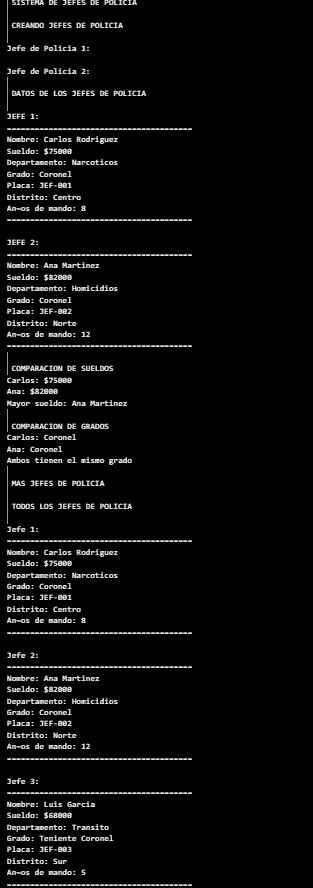 SISTEMA DE JEFES DE POLICIA
CREANDO JEFES DE POLICIA
Jefe de Policia 1:
Jefe de Policia 2:
DATOS DE LOS JEFES DE POLICIA
JEFE 1:
----------------------------------------
Nombre: Carlos Rodriguez
Sueldo: $75000
Departamento: Narcoticos
Grado: Coronel
Placa: JEF-001
Distrito: Centro
An~os de mando: 8
----------------------------------------
JEFE 2:
----------------------------------------
Nombre: Ana Martinez
Sueldo: $82000
Departamento: Homicidios
Grado: Coronel
Placa: JEF-002
Distrito: Norte
An~os de mando: 12
----------------------------------------
COMPARACION DE SUELDOS
Carlos: $75000
Ana: $82000
Mayor sueldo: Ana Martinez
COMPARACION DE GRADOS
Carlos: Coronel
Ana: Coronel
Ambos tienen el mismo grado
MAS JEFES DE POLICIA
TODOS LOS JEFES DE POLICIA
Jefe 1:
----------------------------------------
Nombre: Carlos Rodriguez
Sueldo: $75000
Departamento: Narcoticos
Grado: Coronel
Placa: JEF-001
Distrito: Centro
An~os de mando: 8
----------------------------------------
Jefe 2:
----------------------------------------
Nombre: Ana Martinez
Sueldo: $82000
Departamento: Homicidios
Grado: Coronel
Placa: JEF-002
Distrito: Norte
An~os de mando: 12
----------------------------------------
Jefe 3:
----------------------------------------
Nombre: Luis Garcia
Sueldo: $68000
Departamento: Transito
Grado: Teniente Coronel
Placa: JEF-003
Distrito: Sur
An~os de mando: 5
----------------------------------------